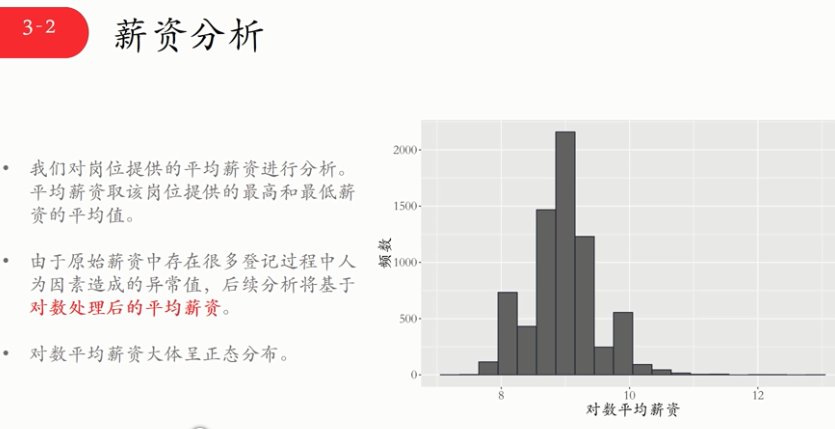 3-2
薪资分析
• 我们对岗位提供的平均薪资进行分析。
平均薪资取该岗位提供的最高和最低薪
资的平均值。
• 由于原始薪资中存在很多登记过程中人
为因素造成的异常值，后续分析将基于
对数处理后的平均薪资。
• 对数平均薪资大体呈正态分布。
频数
2000
1500
1000
500
0
8 10 12
对数平均薪资